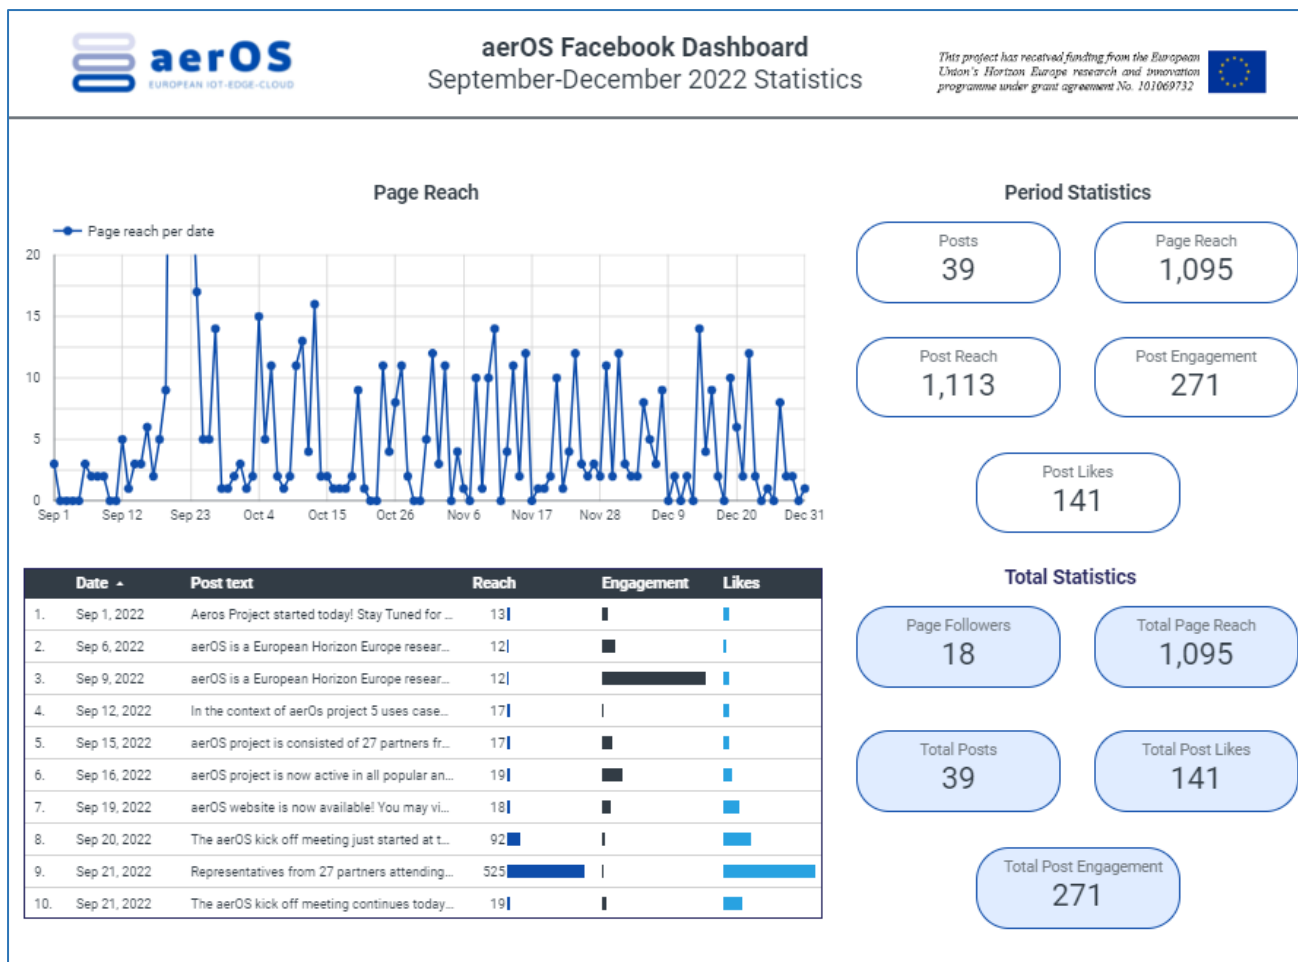 aerOS
EUROPEAN IOT-EDGE-CLOUD
aerOS Facebook Dashboard
September-December 2022 Statistics
This project has received funding from the European
Union's Horizon Europe research and innovation
programme under grant agreement No. 101069732
Page Reach
Page reach per date
20
15
10
5
0
Sep 1 Sep 12 Sep 23 Oct 4 Oct 15 Oct 26 Nov 6 Nov 17 Nov 28 Dec 9 Dec 20 Dec 31
Date Post text Reach Engagement Likes
1. Sep 1, 2022 Aeros Project started today! Stay Tuned for ... 13
2. Sep 6, 2022 aerOS is a European Horizon Europe resear... 12
3. Sep 9, 2022 aerOS is a European Horizon Europe resear... 12
4. Sep 12, 2022 In the context of aerOs project 5 uses case... 17
5. Sep 15, 2022 aerOS project is consisted of 27 partners fr... 17
6. Sep 16, 2022 aerOS project is now active in all popular an... 19
7. Sep 19, 2022 aerOS website is now available! You may vi... 18
8. Sep 20, 2022 The aerOS kick off meeting just started at t... 92
9. Sep 21, 2022 Representatives from 27 partners attending... 525
10. Sep 21, 2022 The aerOS kick off meeting continues today... 19
Period Statistics
Posts
39
Page Reach
1,095
Post Reach
1,113
Post Engagement
271
Post Likes
141
Total Statistics
Page Followers
18
Total Page Reach
1,095
Total Posts
39
Total Post Likes
141
Total Post Engagement
271